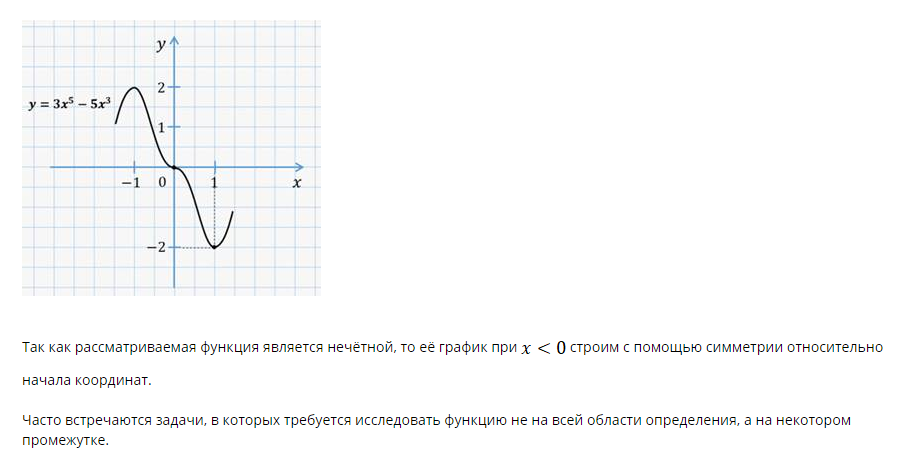 y
2
y = 3x⁵ – 5x³
1
−1 0 1 x
−2
Так как рассматриваемая функция является нечётной, то её график при x < 0 строим с помощью симметрии относительно
начала координат.
Часто встречаются задачи, в которых требуется исследовать функцию не на всей области определения, а на некотором
промежутке.